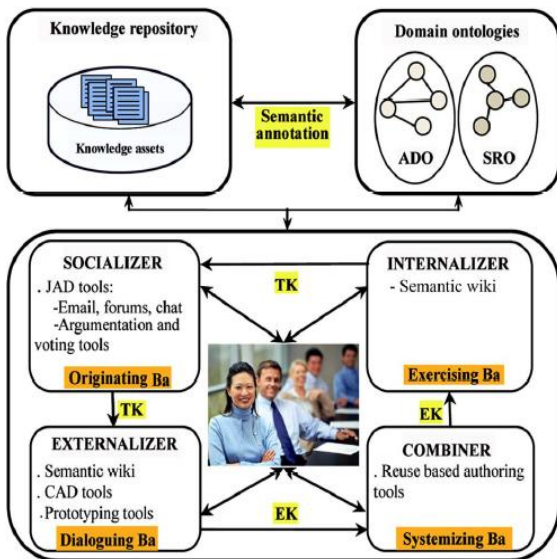 Knowledge repository
Knowledge assets
Semantic
annotation
Domain ontologies
ADO
SRO
SOCIALIZER
. JAD tools:
-Email, forums, chat
-Argumentation and
voting tools
Originating Ba
TK
INTERNALIZER
- Semantic wiki
Exercising Ba
TK
EK
EXTERNALIZER
. Semantic wiki
. CAD tools
. Prototyping tools
Dialoguing Ba
EK
COMBINER
. Reuse based authoring
tools
Systemizing Ba